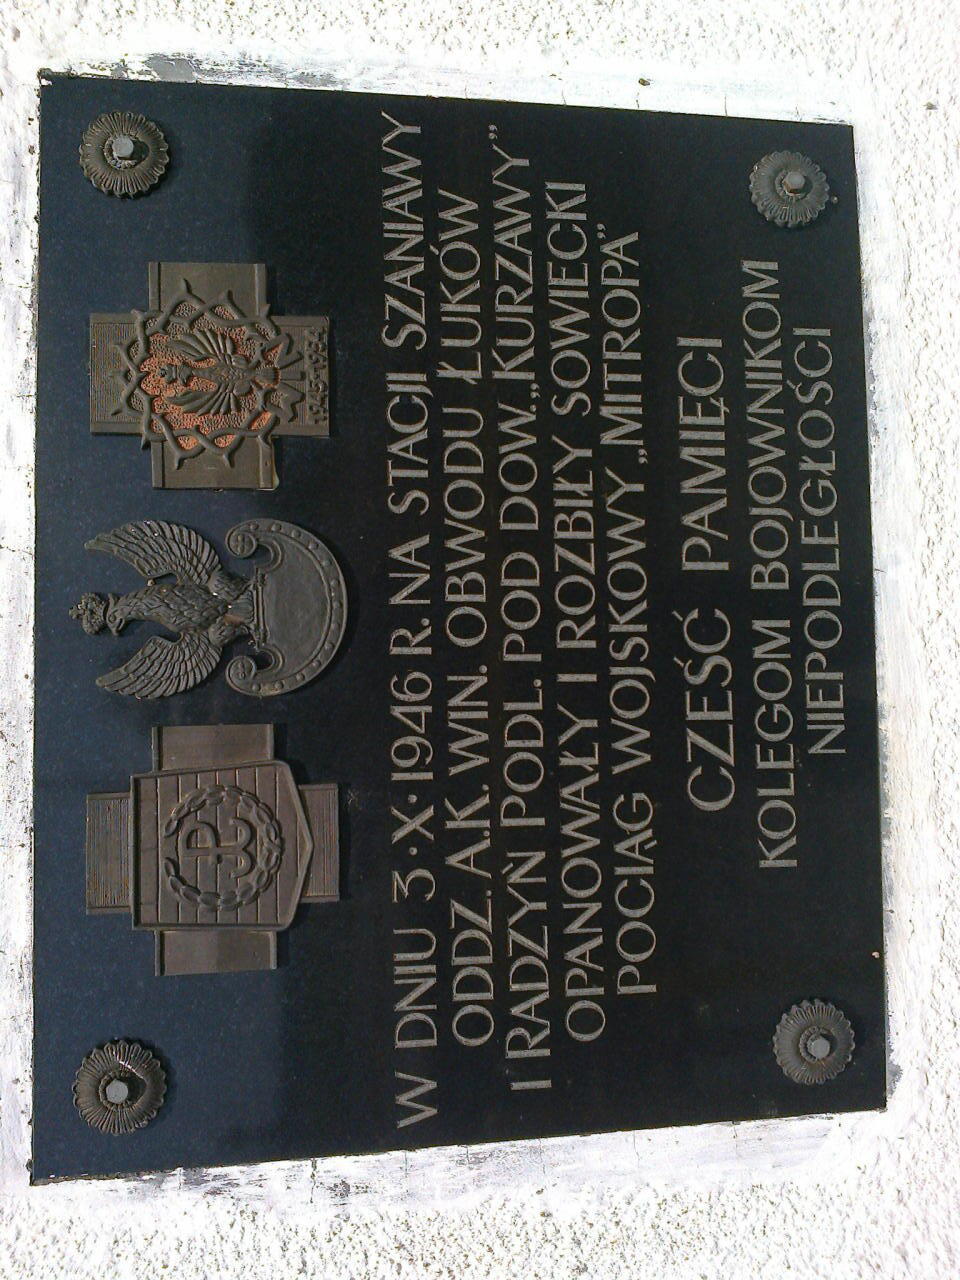 1945-1954
W DNIU 3·X·1946 R. NA STACJI SZANIAWY
ODDZ. A.K. WIN. OBWODU ŁUKÓW
I RADZYŃ PODL. POD DOW. „KURZAWY”
OPANOWAŁY I ROZBIŁY SOWIECKI
POCIĄG WOJSKOWY „MITROPA”
CZEŚĆ PAMIĘCI
KOLEGOM BOJOWNIKOM
NIEPODLEGŁOŚCI